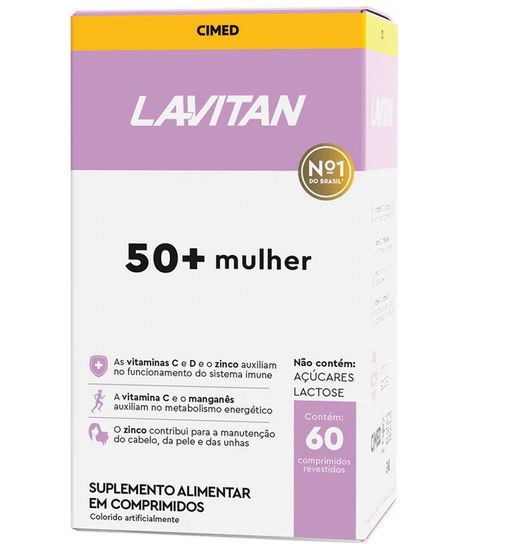 CIMED
LAVITAN
Nº1
DO BRASIL¹
50+ mulher
As vitaminas C e D e o zinco auxiliam
no funcionamento do sistema imune
A vitamina C e o manganês
auxiliam no metabolismo energético
O zinco contribui para a manutenção
do cabelo, da pele e das unhas
Não contém:
AÇÚCARES
LACTOSE
Contém:
60
comprimidos
revestidos
SUPLEMENTO ALIMENTAR
EM COMPRIMIDOS
Colorido artificialmente